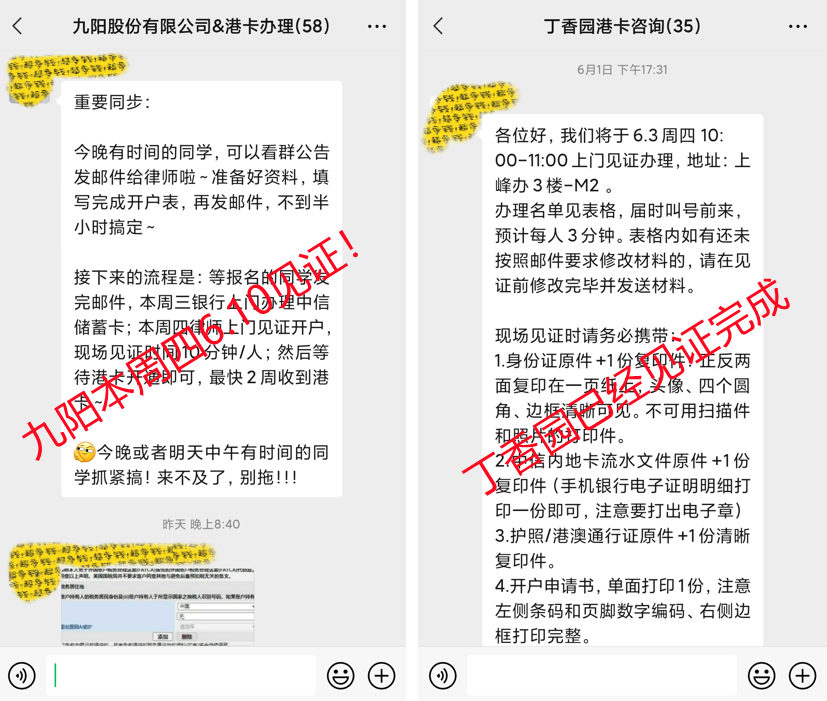 九阳股份有限公司&港卡办理(58)
重要同步：
今晚有时间的同学，可以看群公告
发邮件给律师啦~准备好资料，填
写完成开户表，再发邮件，不到半
小时搞定~
接下来的流程是：等报名的同学发
完邮件，本周三银行上门办理中信
储蓄卡；本周四律师上门见证开户，
现场见证时间10分钟/人；然后等
待港卡开通即可，最快2周收到港
卡~
九阳本周四6.10见证！
今晚或者明天中午有时间的同
学抓紧搞！来不及了，别拖!!!
昨天 晚上8:40
中国
添加
删除
丁香园港卡咨询(35)
6月1日 下午17:31
各位好，我们将于 6.3 周四 10:
00-11:00 上门见证办理，地址：上
峰办 3 楼-M2 。
办理名单见表格，届时叫号前来，
预计每人 3 分钟。表格内如有还未
按照邮件要求修改材料的，请在见
证前修改完毕并发送材料。
现场见证时请务必携带：
1.身份证原件+1份复印件：正反两
面复印在一页纸上，头像、四个圆
角、边框清晰可见。不可用扫描件
和照片的打印件。
2.中信内地卡流水文件原件+1份
复印件（手机银行电子证明明细打
印一份即可，注意要打出电子章）
3.护照/港澳通行证原件+1份清晰
复印件。
4.开户申请书，单面打印1份，注意
左侧条码和页脚数字编码、右侧边
框打印完整。
丁香园已经见证完成